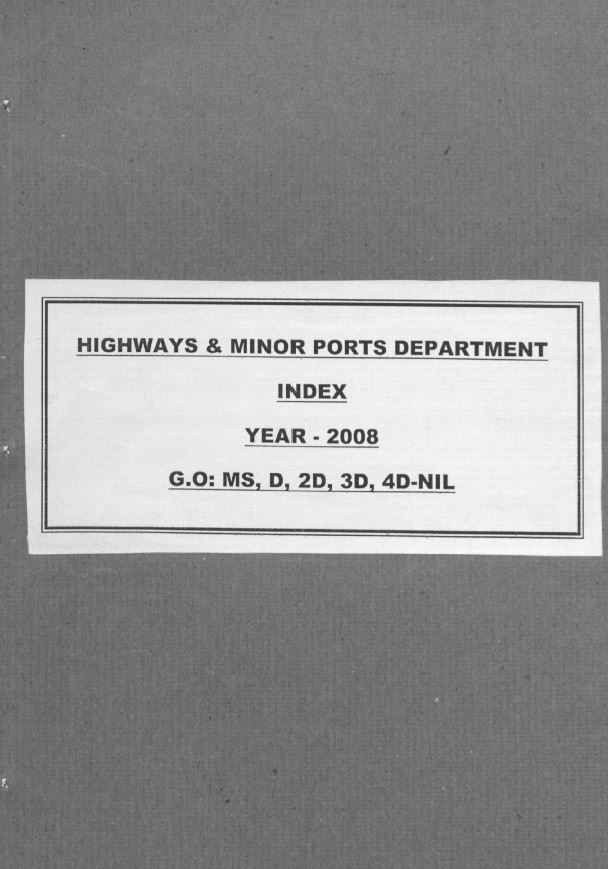 HIGHWAYS & MINOR PORTS DEPARTMENT
INDEX
YEAR - 2008
G.O: MS, D, 2D, 3D, 4D-NIL